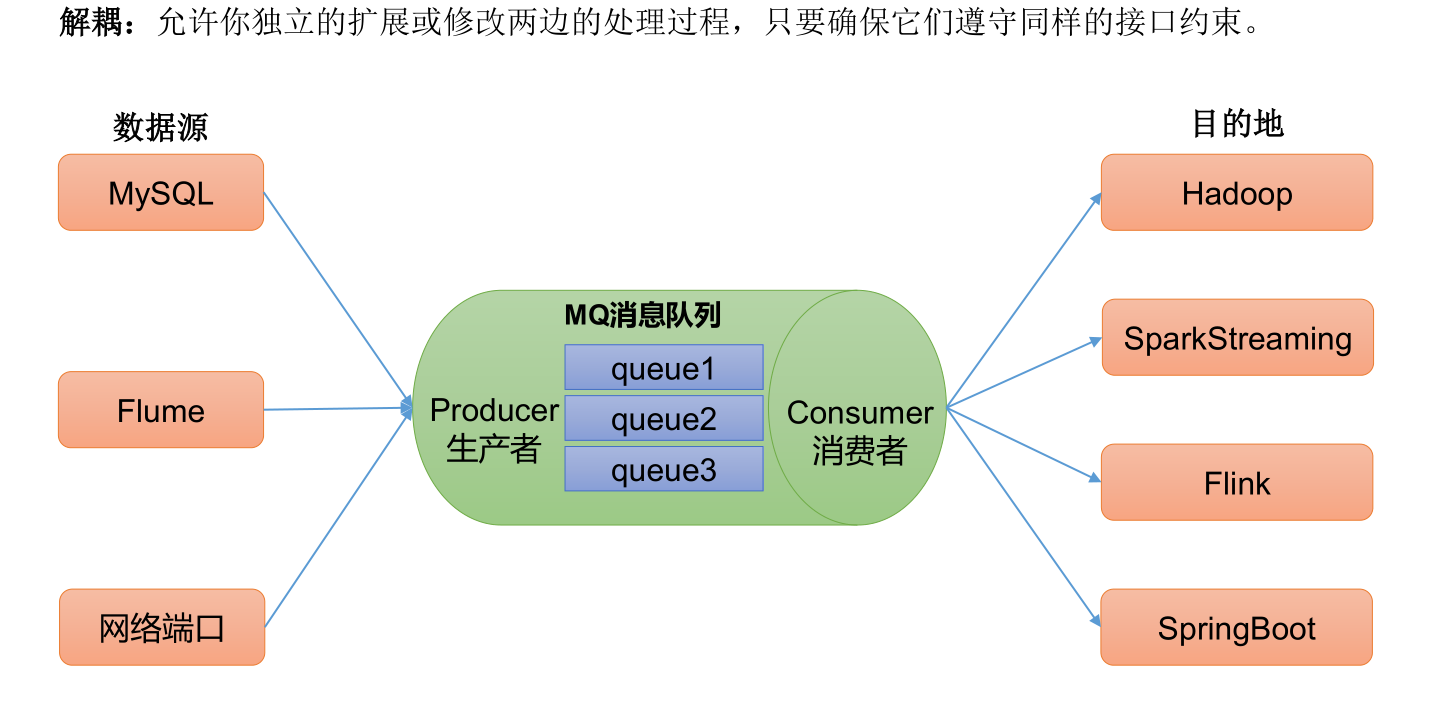 解耦：允许你独立的扩展或修改两边的处理过程，只要确保它们遵守同样的接口约束。
数据源
目的地
MySQL
Hadoop
MQ消息队列
SparkStreaming
queue1
Flume
Producer
生产者
queue2
Consumer
消费者
queue3
Flink
网络端口
SpringBoot